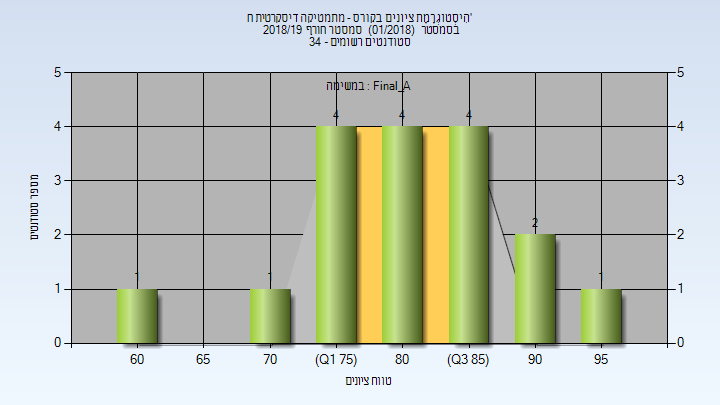 היסטוגרמת ציונים בקורס - מתמטיקה דיסקרטית ח'
בסמסטר (01/2018) סמסטר חורף 2018/19
סטודנטים רשומים - 34
במשימה : Final_A
5 5
4 4 4 4 4
3 3
2 2 2
1 1 1 1 1
0 0
60 65 70 (Q1 75) 80 (Q3 85) 90 95
מספר סטודנטים
טווח ציונים